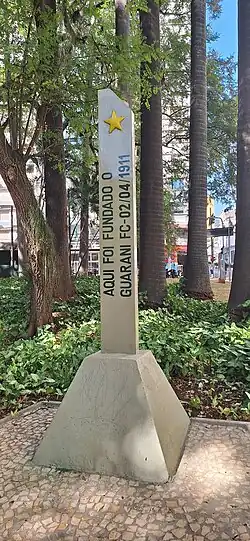 AQUI FOI FUNDADO O
GUARANI FC-02/04/1911